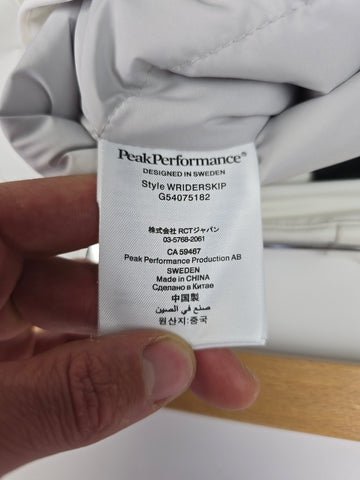 PeakPerformance®
DESIGNED IN SWEDEN
Style WRIDERSKIP
G54075182
株式会社 RCTジャパン
03-5768-2061
CA 59467
Peak Performance Production AB
SWEDEN
Made in CHINA
Сделано в Китае
中国製
صنع في الصين
원산지:중국